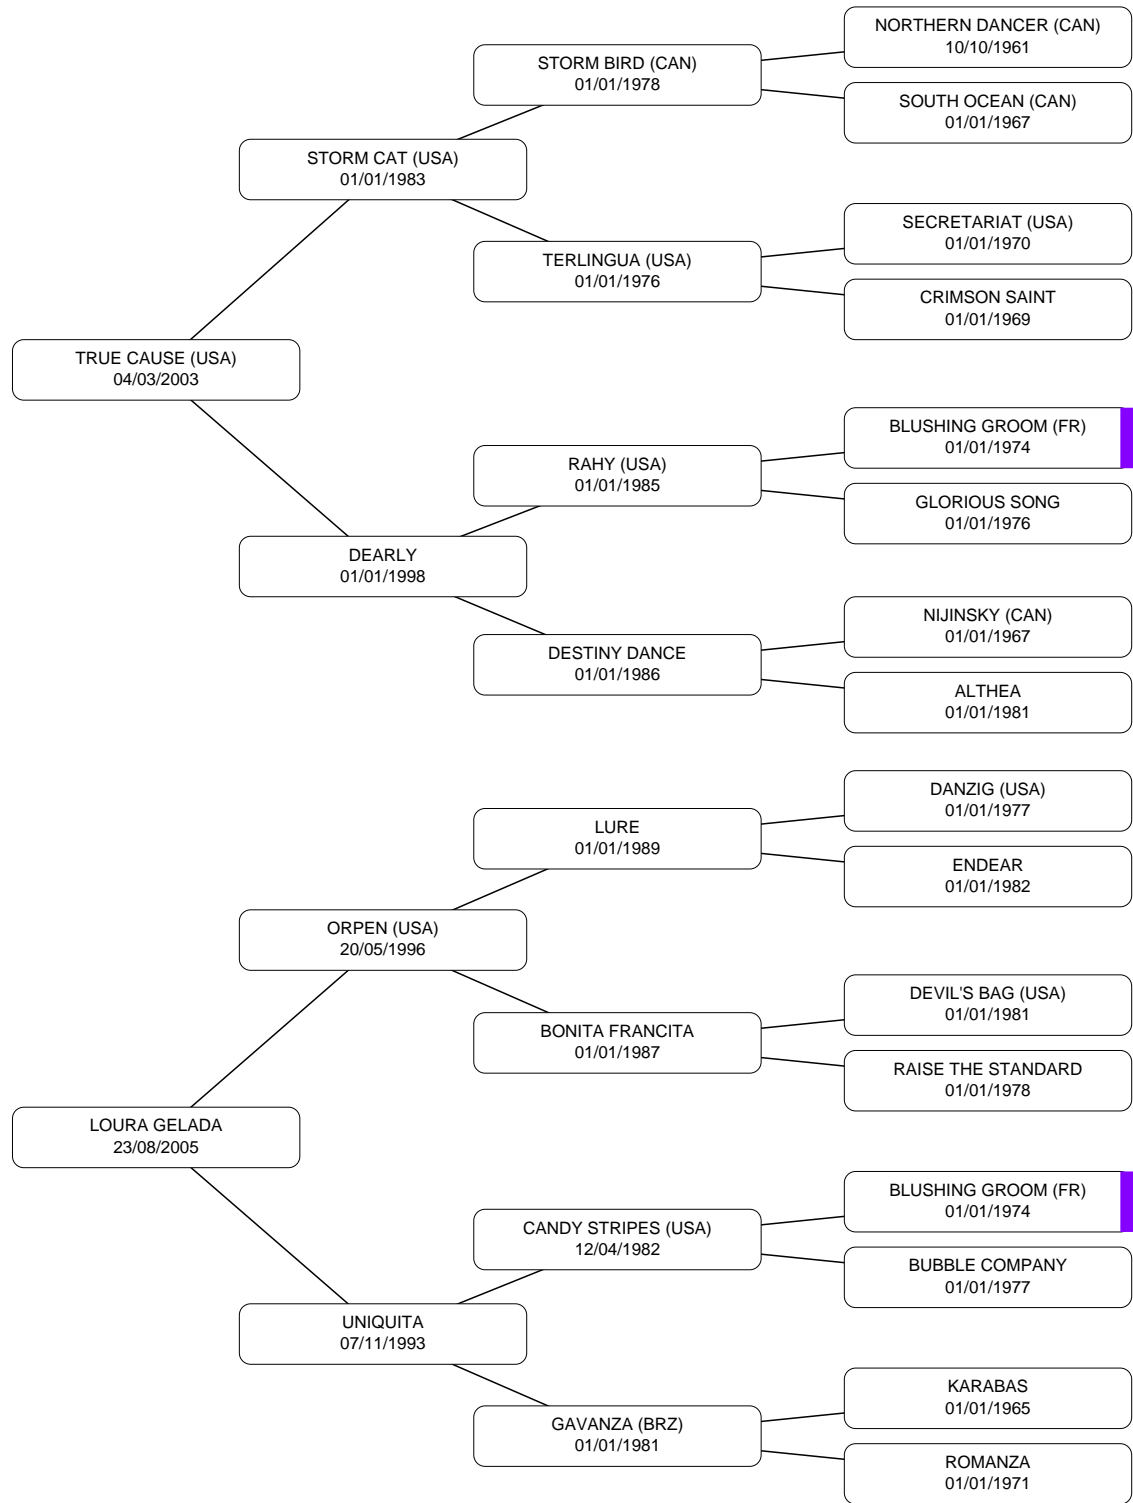 NORTHERN DANCER (CAN)
10/10/1961
STORM BIRD (CAN)
01/01/1978
SOUTH OCEAN (CAN)
01/01/1967
STORM CAT (USA)
01/01/1983
SECRETARIAT (USA)
01/01/1970
TERLINGUA (USA)
01/01/1976
CRIMSON SAINT
01/01/1969
TRUE CAUSE (USA)
04/03/2003
BLUSHING GROOM (FR)
01/01/1974
RAHY (USA)
01/01/1985
GLORIOUS SONG
01/01/1976
DEARLY
01/01/1998
NIJINSKY (CAN)
01/01/1967
DESTINY DANCE
01/01/1986
ALTHEA
01/01/1981
DANZIG (USA)
01/01/1977
LURE
01/01/1989
ENDEAR
01/01/1982
ORPEN (USA)
20/05/1996
DEVIL'S BAG (USA)
01/01/1981
BONITA FRANCITA
01/01/1987
RAISE THE STANDARD
01/01/1978
LOURA GELADA
23/08/2005
BLUSHING GROOM (FR)
01/01/1974
CANDY STRIPES (USA)
12/04/1982
BUBBLE COMPANY
01/01/1977
UNIQUITA
07/11/1993
KARABAS
01/01/1965
GAVANZA (BRZ)
01/01/1981
ROMANZA
01/01/1971